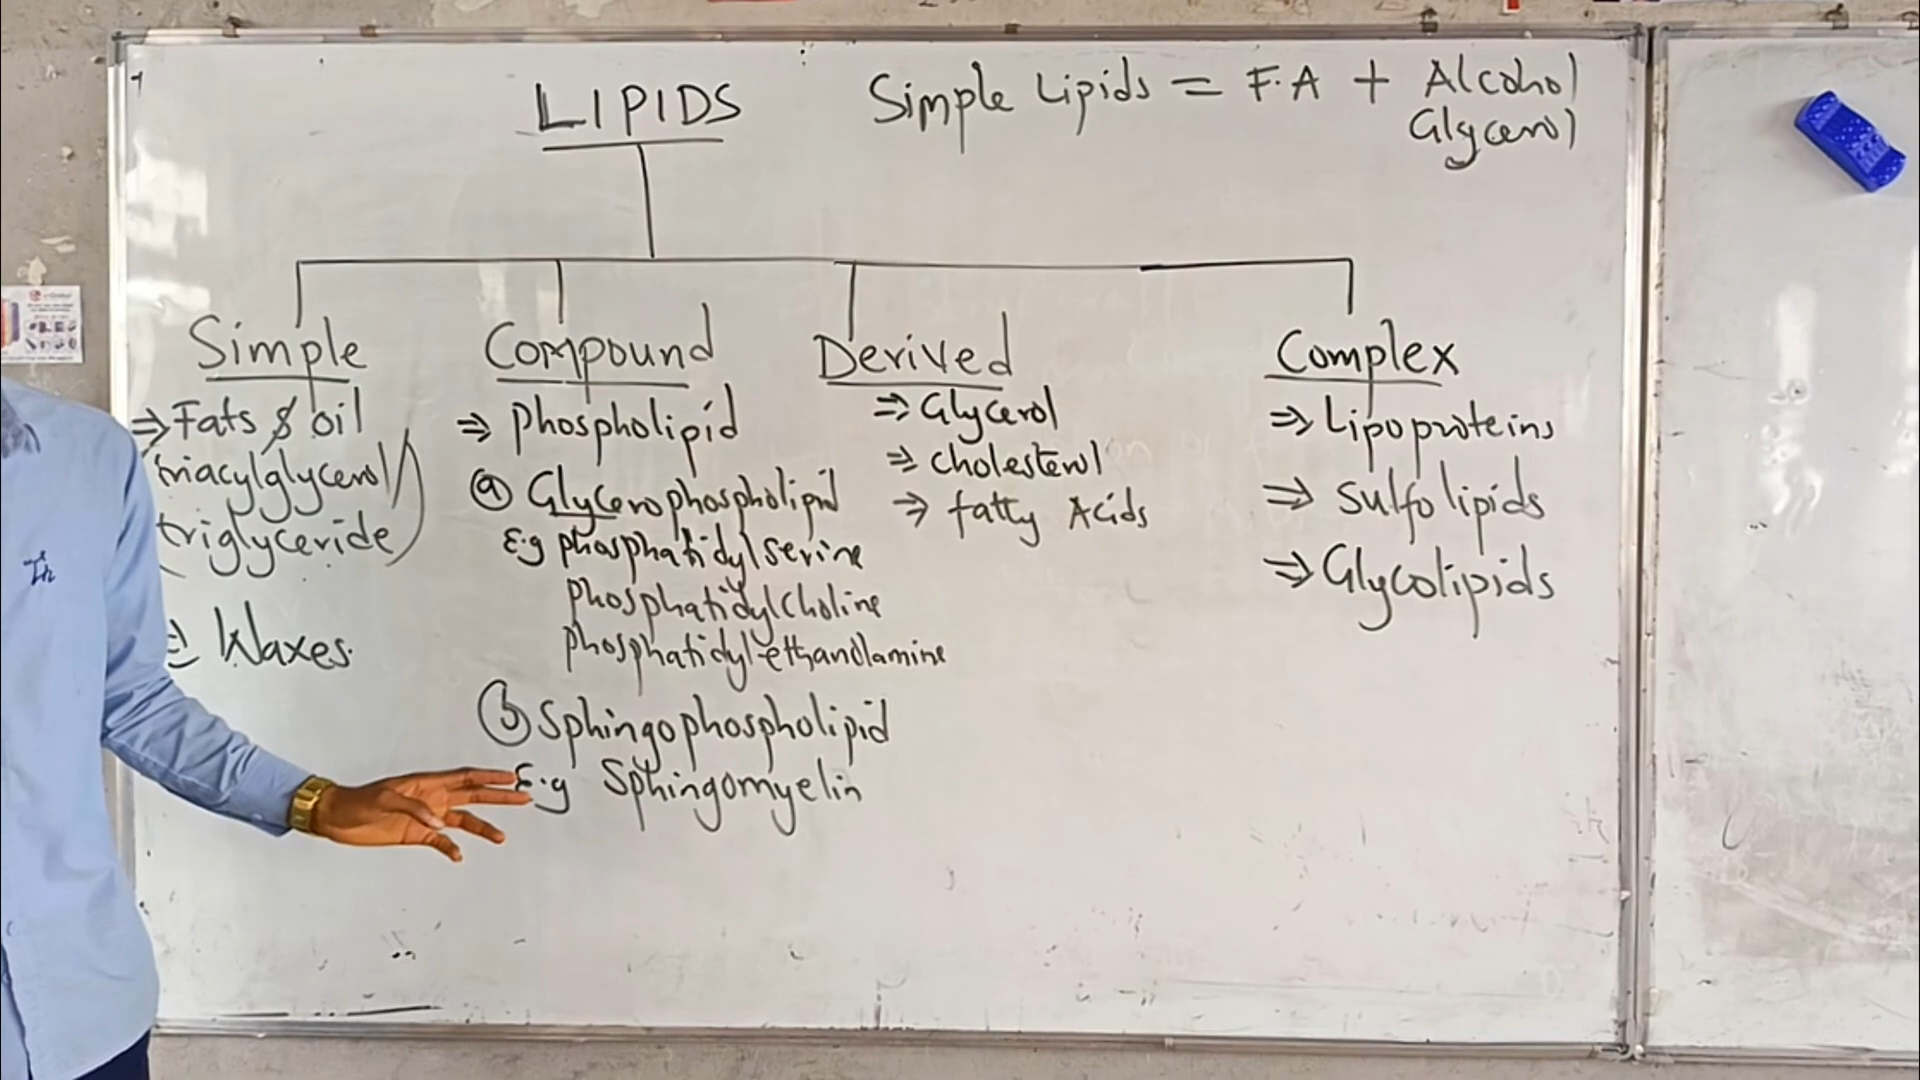 LIPIDS
Simple Lipids = F.A + Alcohol
Glycerol
Simple
⇒ Fats & oil
(triacylglycerol/
triglyceride)
⇒ Waxes
Compound
⇒ phospholipid
(a) Glycerophospholipid
E.g phosphatidylserine
phosphatidylcholine
phosphatidylethanolamine
(b) Sphingophospholipid
E.g Sphingomyelin
Derived
⇒ Glycerol
⇒ Cholesterol
⇒ fatty Acids
Complex
⇒ Lipoproteins
⇒ Sulfolipids
⇒ Glycolipids